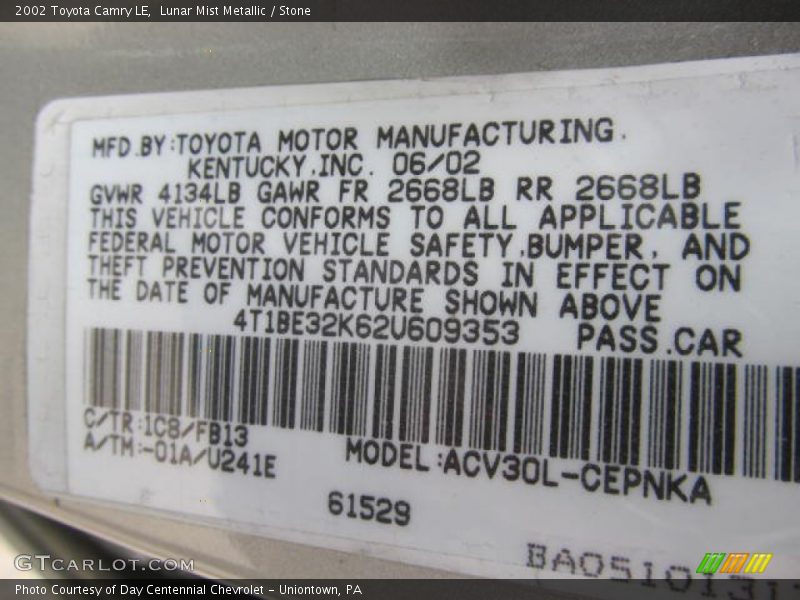 2002 Toyota Camry LE,  Lunar Mist Metallic / Stone
MFD.BY:TOYOTA MOTOR MANUFACTURING.
KENTUCKY,INC. 06/02
GVWR 4134LB GAWR FR 2668LB RR 2668LB
THIS VEHICLE CONFORMS TO ALL APPLICABLE
FEDERAL MOTOR VEHICLE SAFETY,BUMPER, AND
THEFT PREVENTION STANDARDS IN EFFECT ON
THE DATE OF MANUFACTURE SHOWN ABOVE
4T1BE32K62U609353 PASS.CAR
C/TR:1C8/FB13
A/TM:-01A/U241E
MODEL:ACV30L-CEPNKA
61529
GTCARLOT.COM
Photo Courtesy of Day Centennial Chevrolet - Uniontown, PA